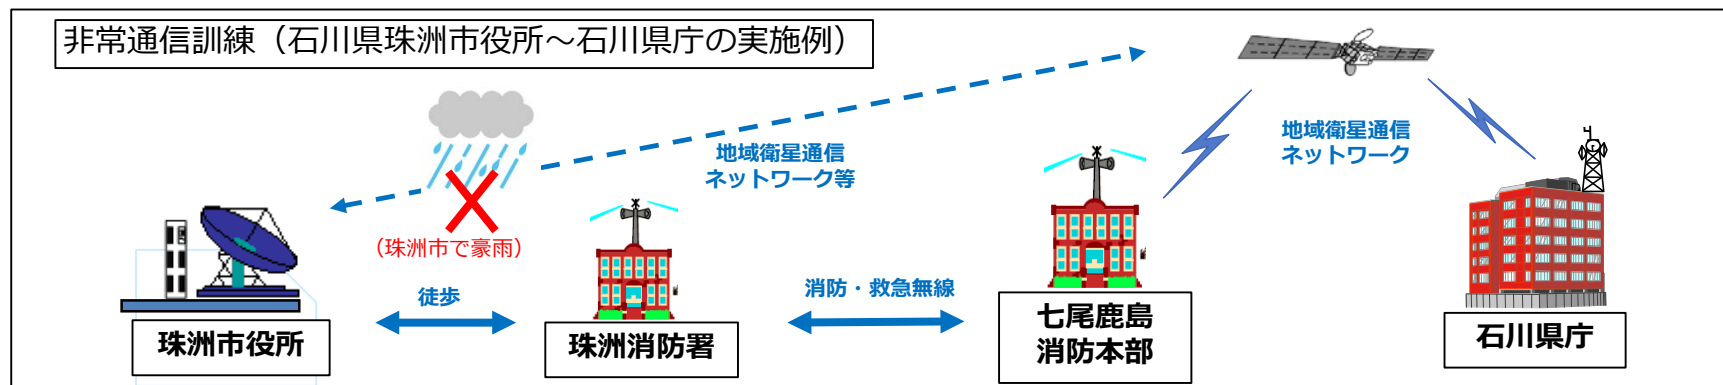 非常通信訓練（石川県珠洲市役所～石川県庁の実施例）
地域衛星通信
ネットワーク等
地域衛星通信
ネットワーク
（珠洲市で豪雨）
徒歩
消防・救急無線
珠洲市役所
珠洲消防署
七尾鹿島
消防本部
石川県庁